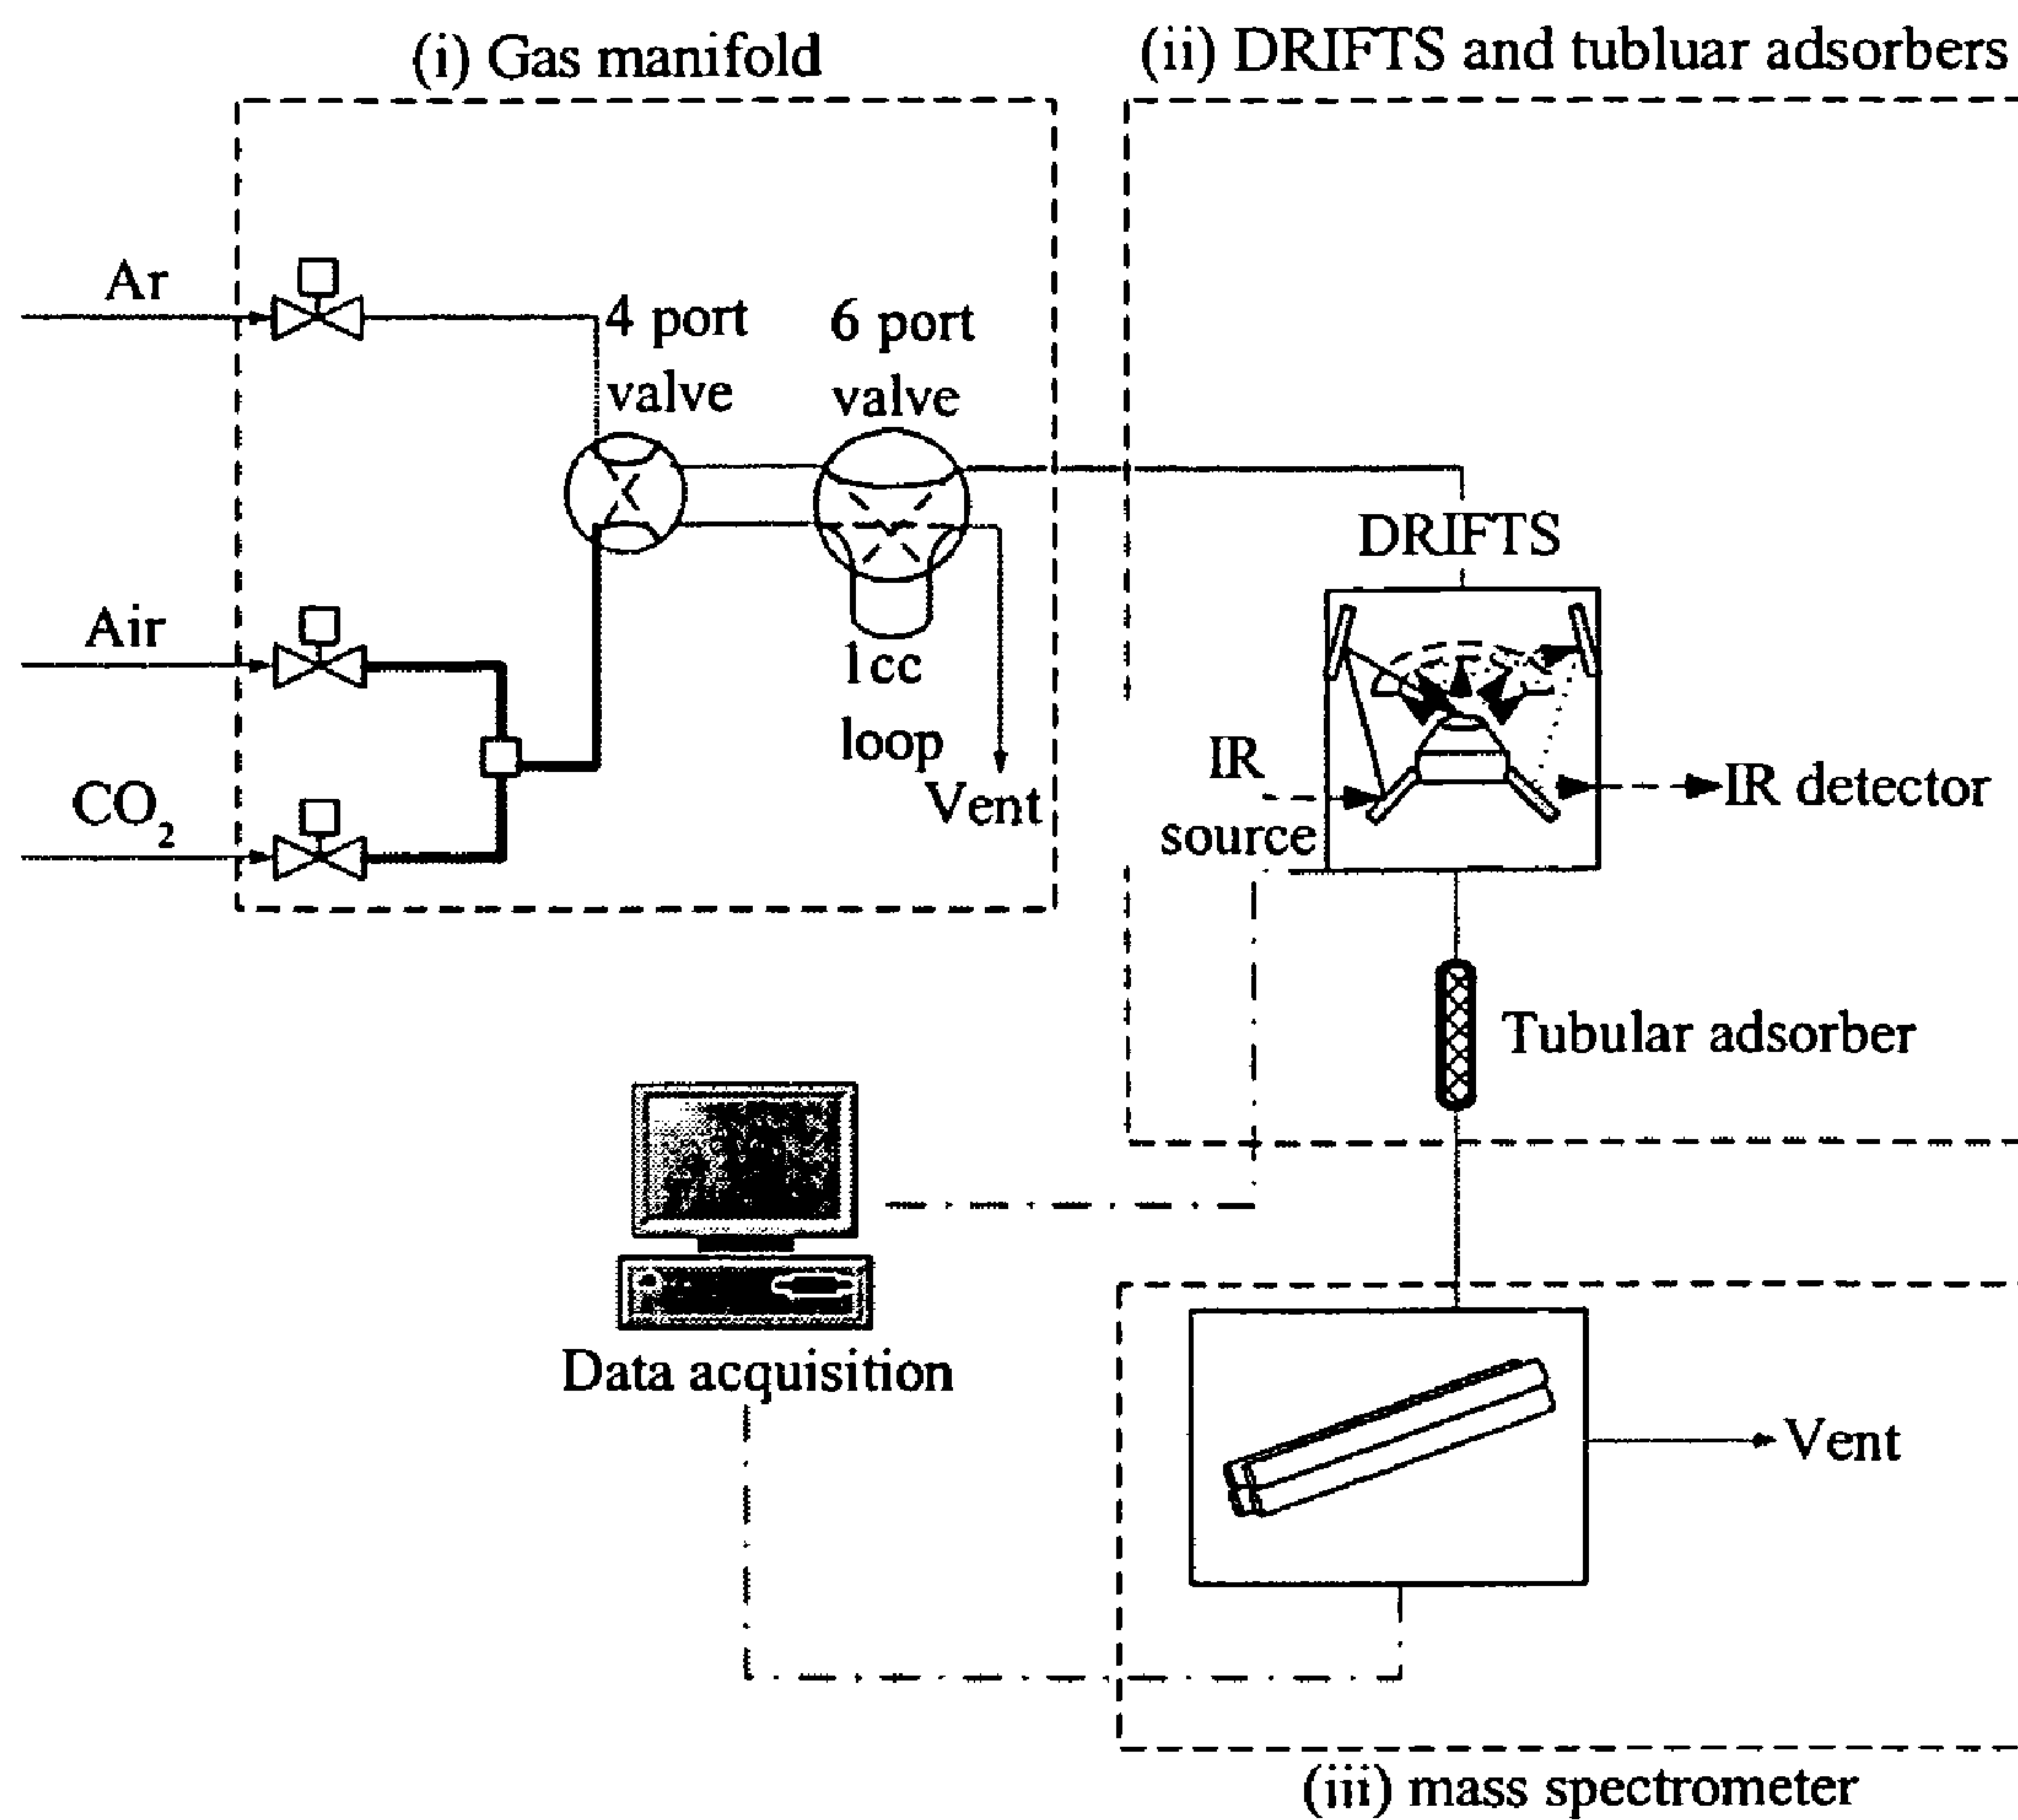 (i) Gas manifold
(ii) DRIFTS and tubluar adsorbers
Ar
4 port
valve
6 port
valve
DRIFTS
Air
1cc
loop
Vent
CO2
IR
source
IR detector
Tubular adsorber
Data acquisition
Vent
(iii) mass spectrometer